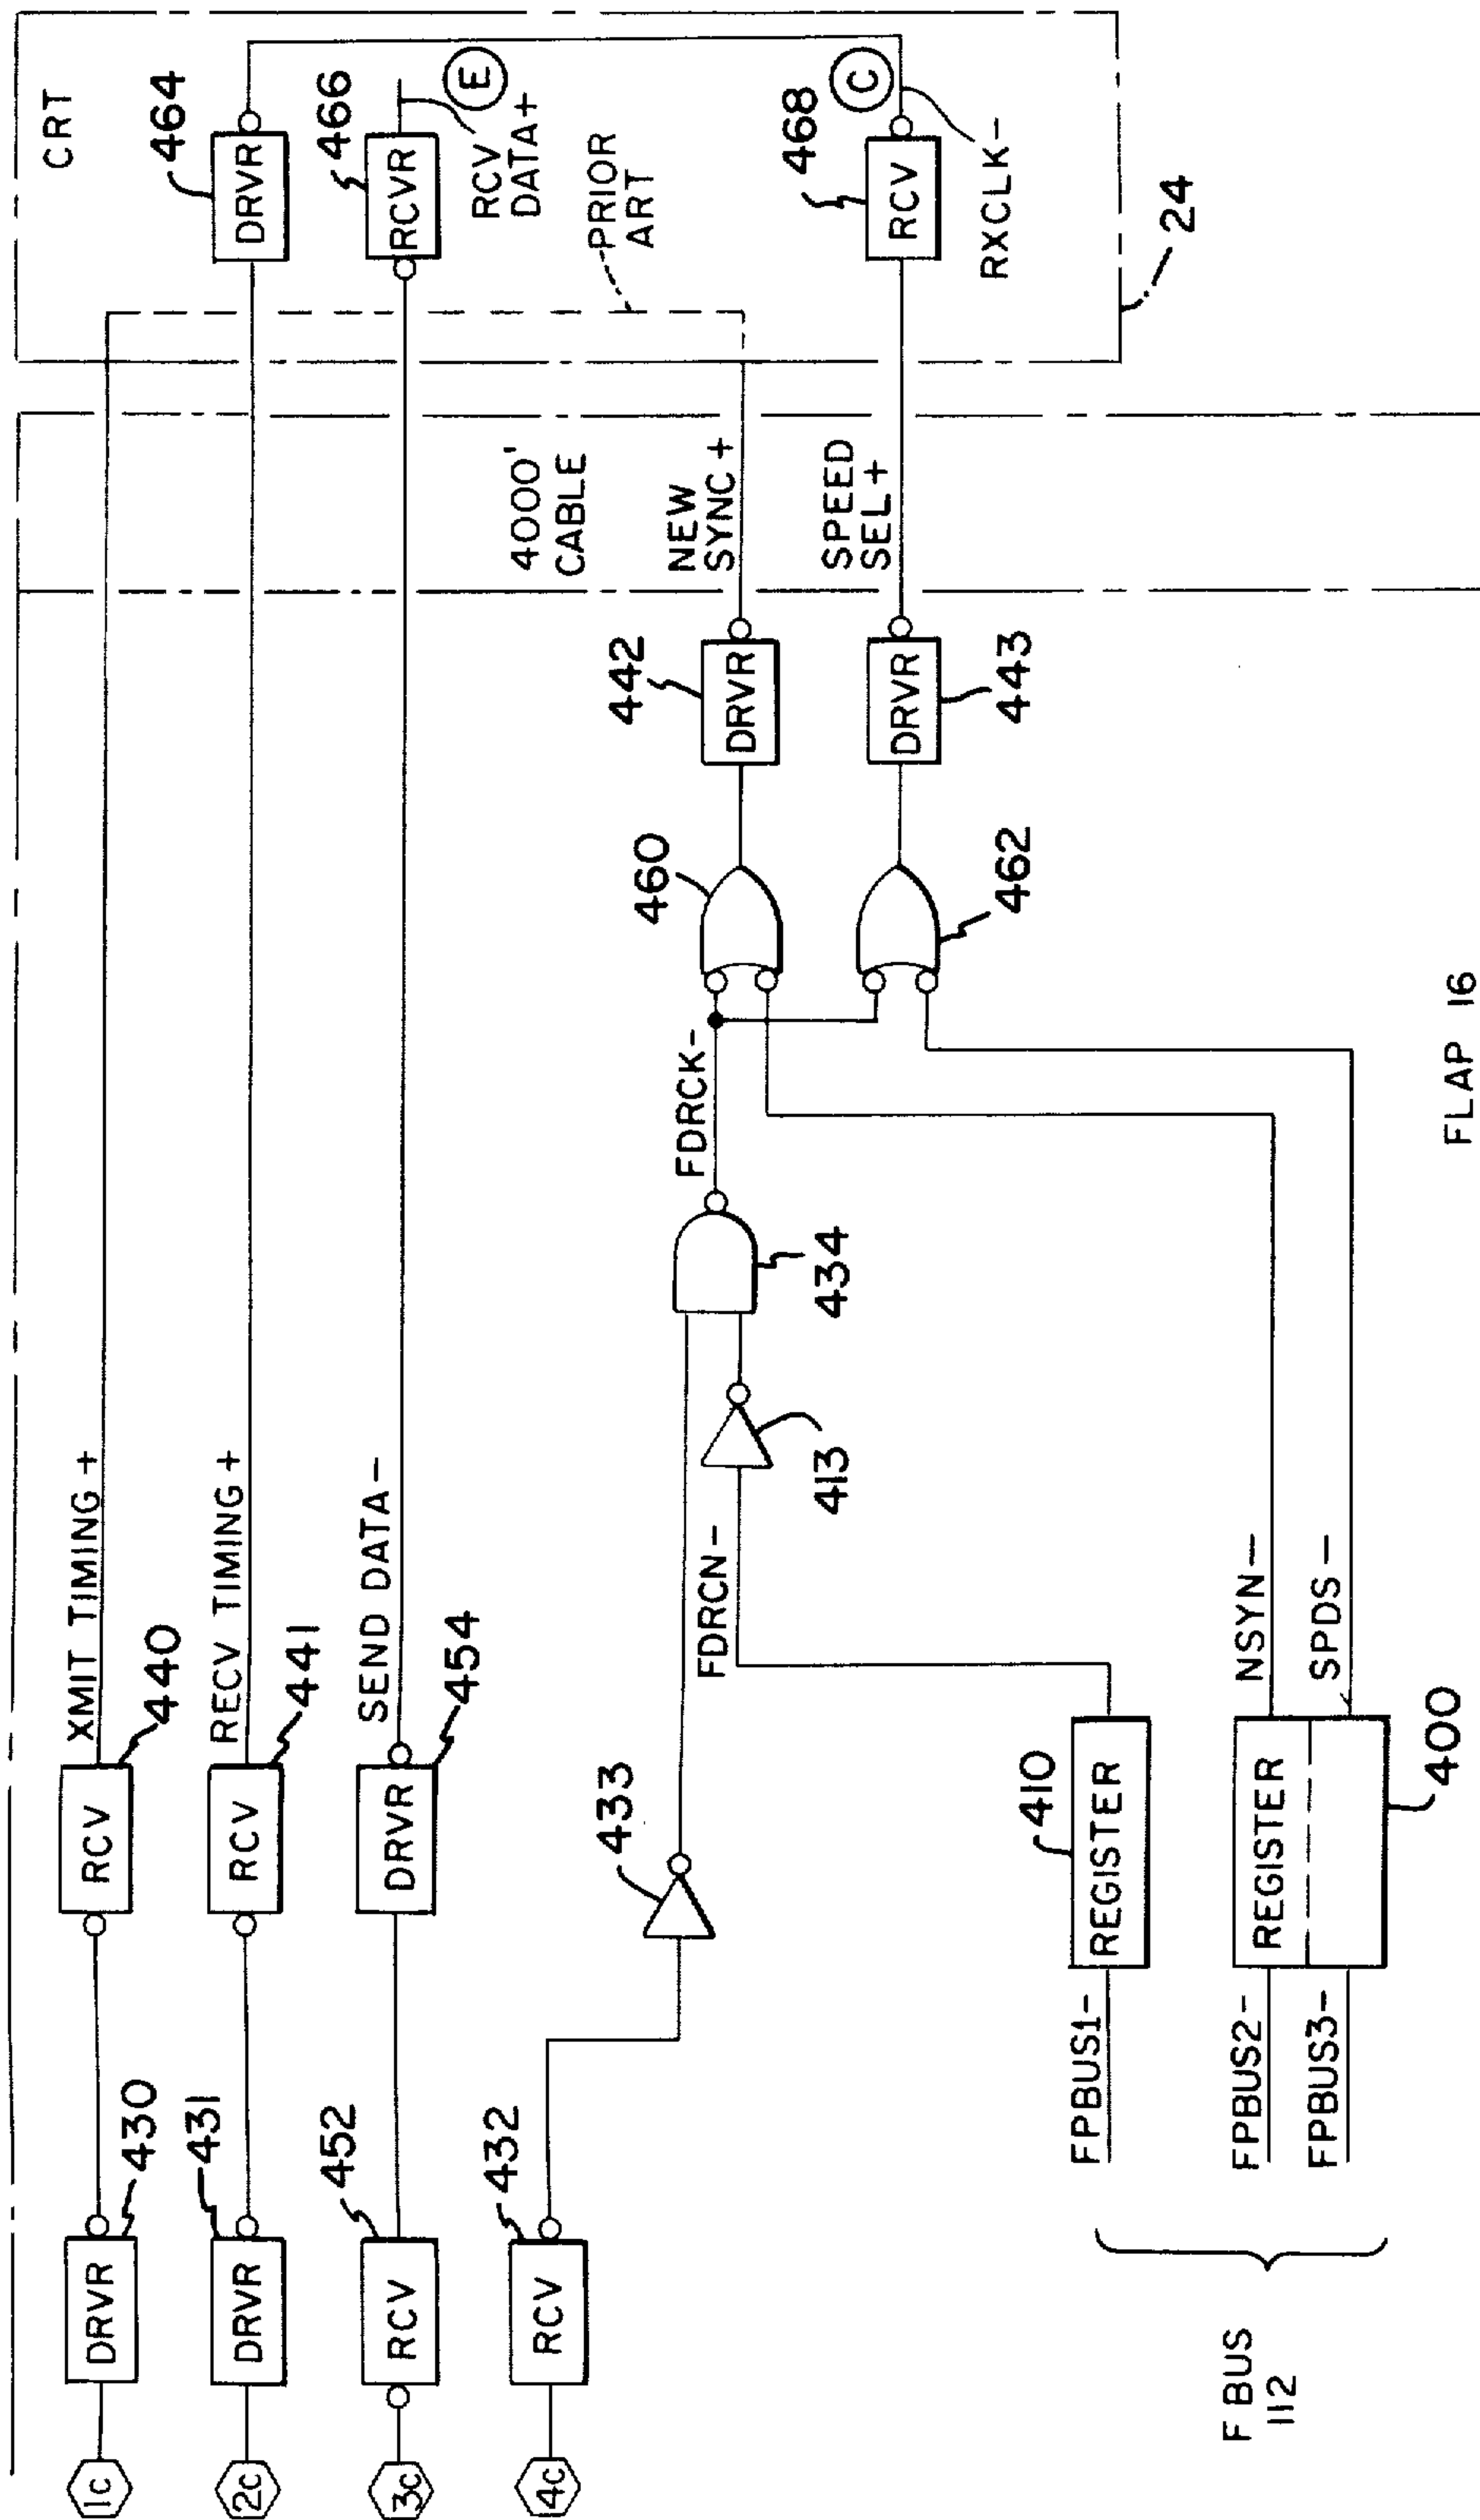 1c
DRVR
430
RCV
440
XMIT TIMING +
2c
DRVR
431
RCV
441
RECV TIMING +
DRVR
464
CRT
3c
RCV
452
DRVR
454
SEND DATA -
RCVR
466
E
RCV
DATA+
4c
RCV
432
433
4000'
CABLE
PRIOR
ART
FDRCN-
413
434
FDRCK-
460
DRVR
442
NEW
SYNC +
462
DRVR
443
SPEED
SEL+
RCV
468
C
RXCLK-
24
F BUS
112
FPBUS1-
REGISTER
410
FPBUS2-
FPBUS3-
REGISTER
400
NSYN-
SPDS-
FLAP 16